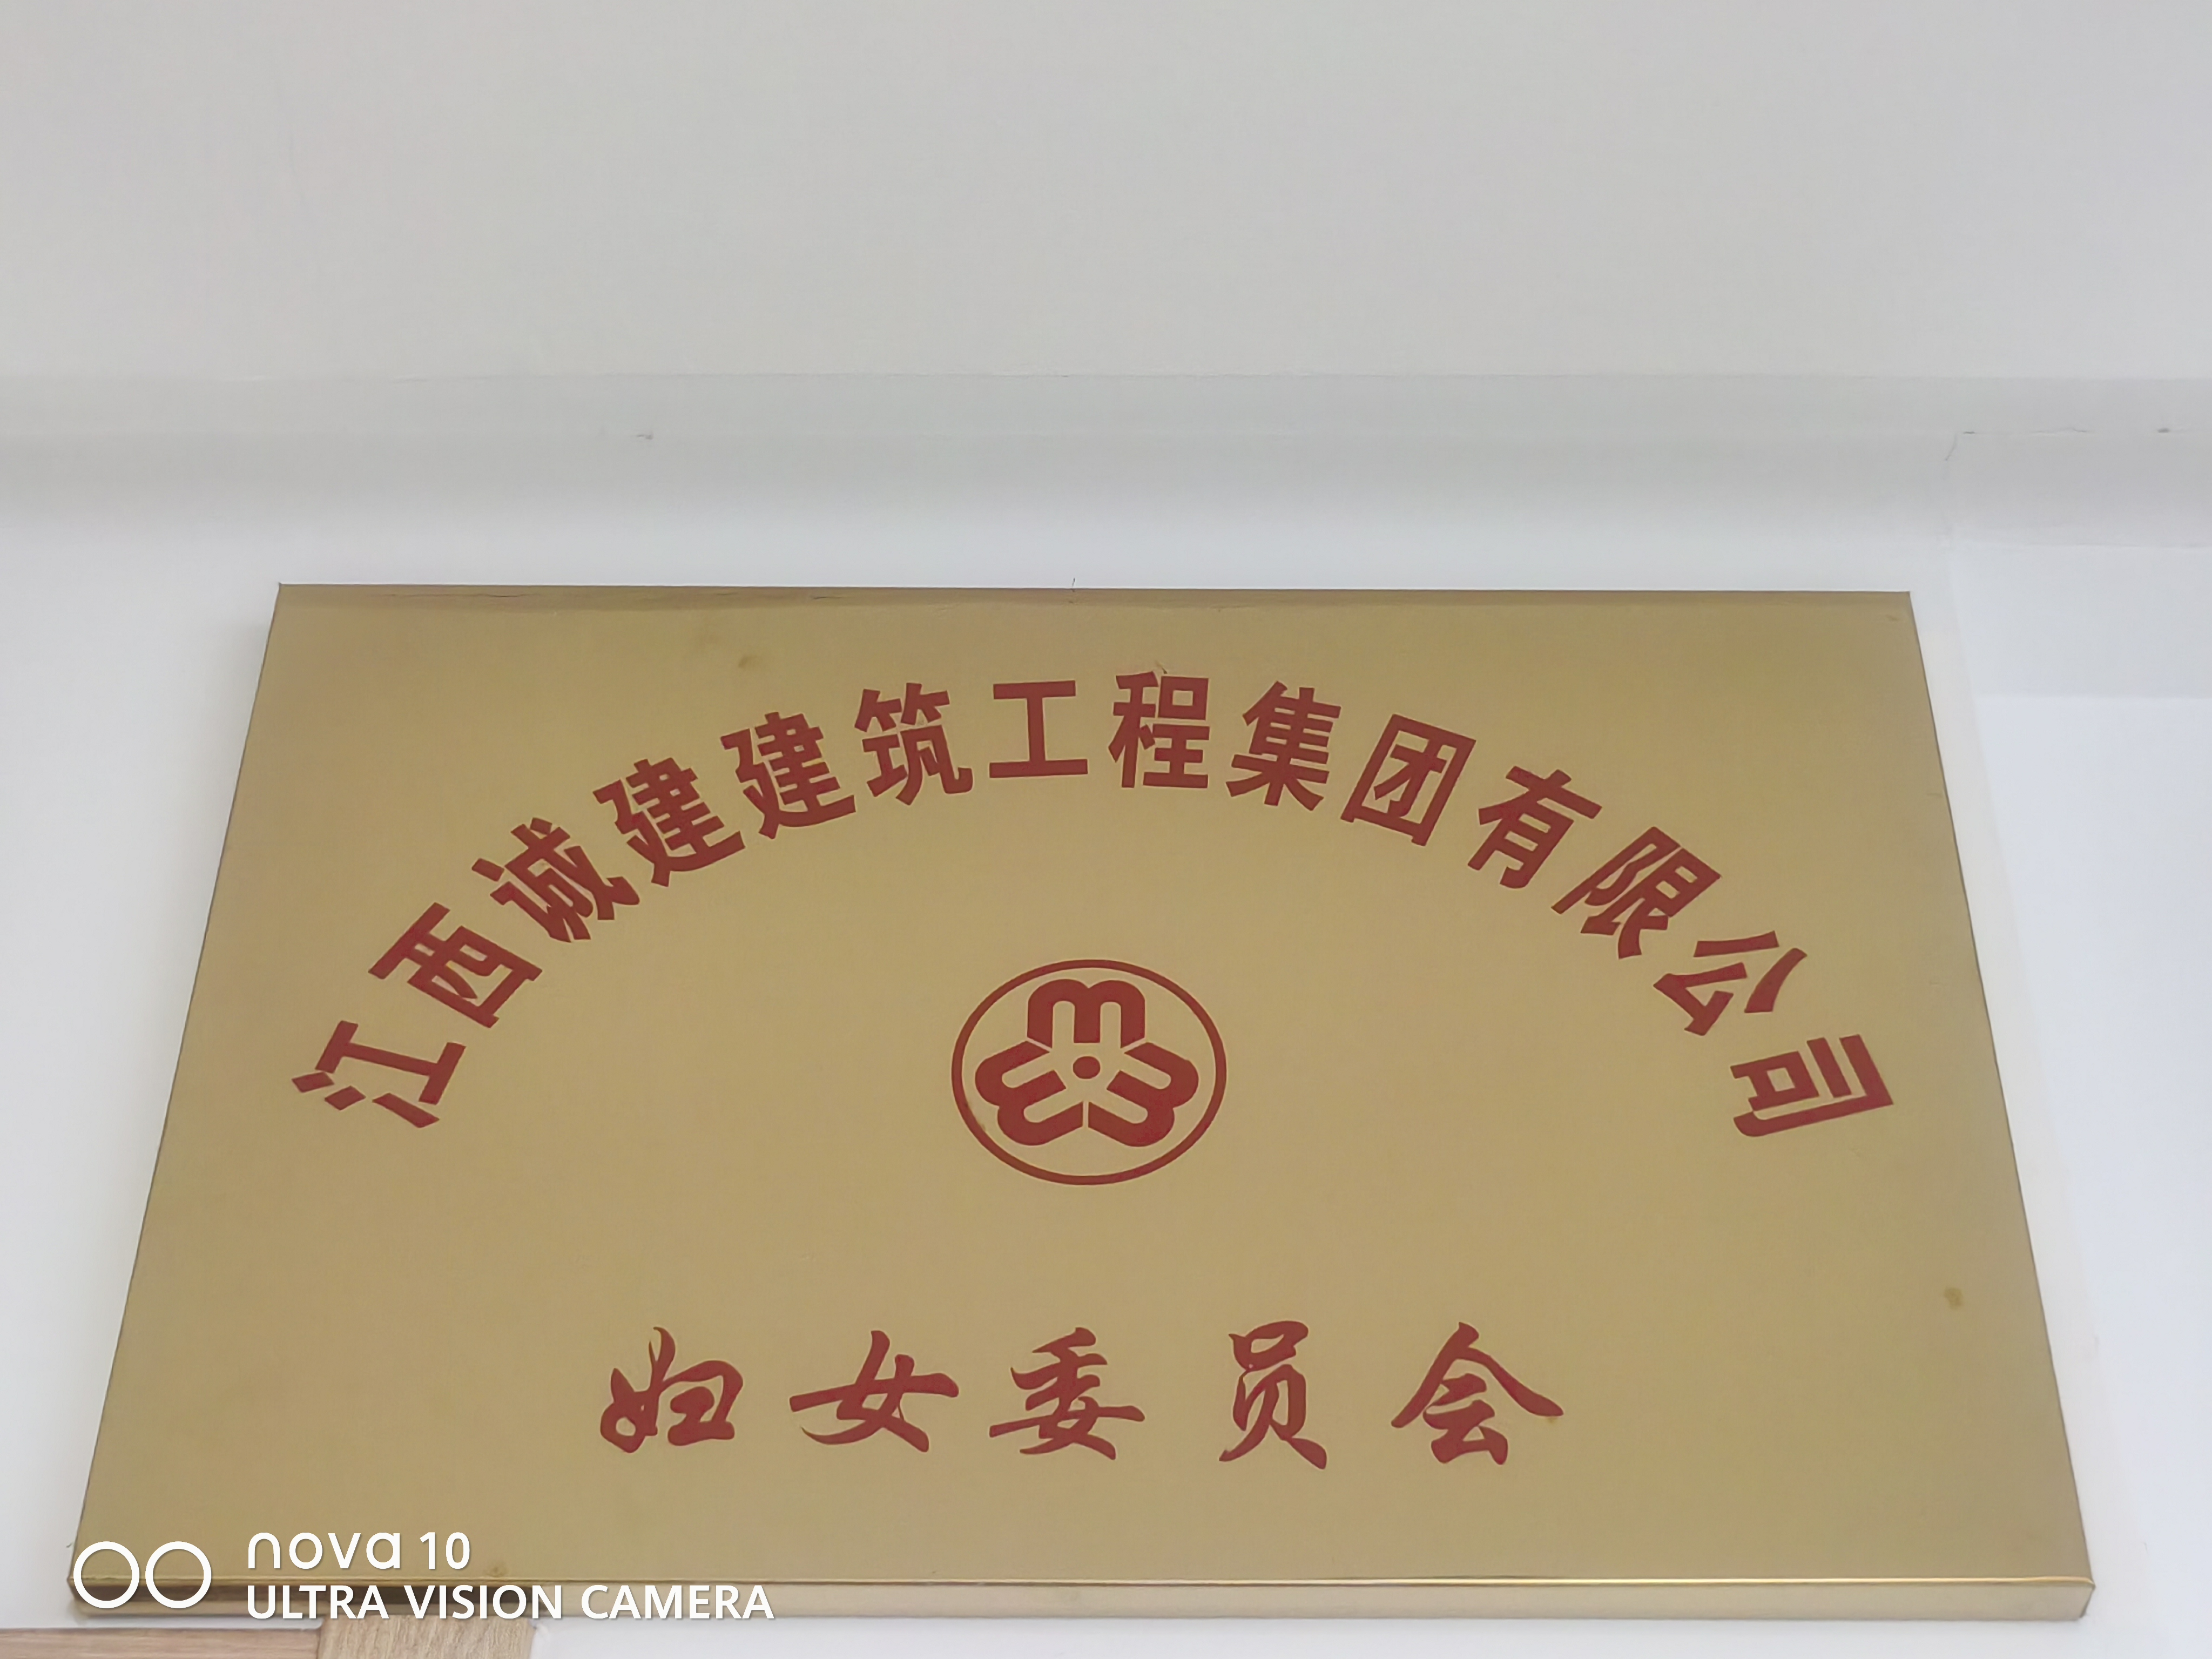 江西诚建建筑工程集团有限公司
妇女委员会
nova 10
ULTRA VISION CAMERA